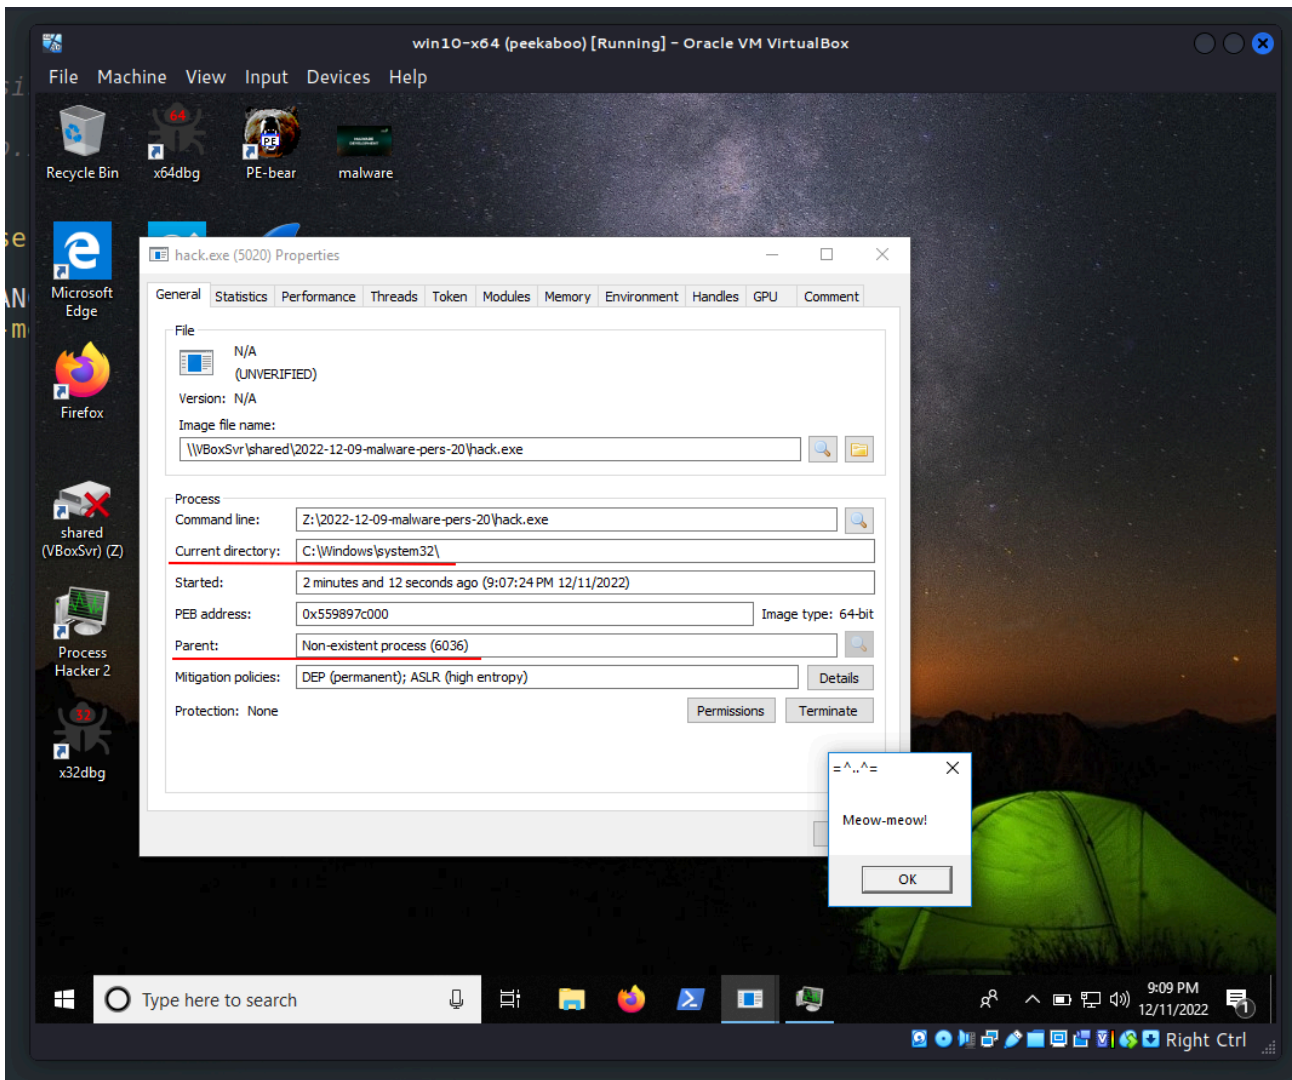 win10-x64 (peekaboo) [Running] - Oracle VM VirtualBox
File Machine View Input Devices Help
64
PE
Recycle Bin
x64dbg
PE-bear
malware
se
Microsoft
Edge
Firefox
shared
(VBoxSvr) (Z)
Process
Hacker 2
32
x32dbg
hack.exe (5020) Properties
General Statistics Performance Threads Token Modules Memory Environment Handles GPU Comment
File
N/A
(UNVERIFIED)
Version: N/A
Image file name:
\\VBoxSvr\shared\2022-12-09-malware-pers-20\hack.exe
Process
Command line: Z:\2022-12-09-malware-pers-20\hack.exe
Current directory: C:\Windows\system32\
Started: 2 minutes and 12 seconds ago (9:07:24 PM 12/11/2022)
PEB address: 0x559897c000 Image type: 64-bit
Parent: Non-existent process (6036)
Mitigation policies: DEP (permanent); ASLR (high entropy) Details
Protection: None Permissions Terminate
=^..^=
Meow-meow!
OK
Type here to search
9:09 PM
12/11/2022
1
Right Ctrl